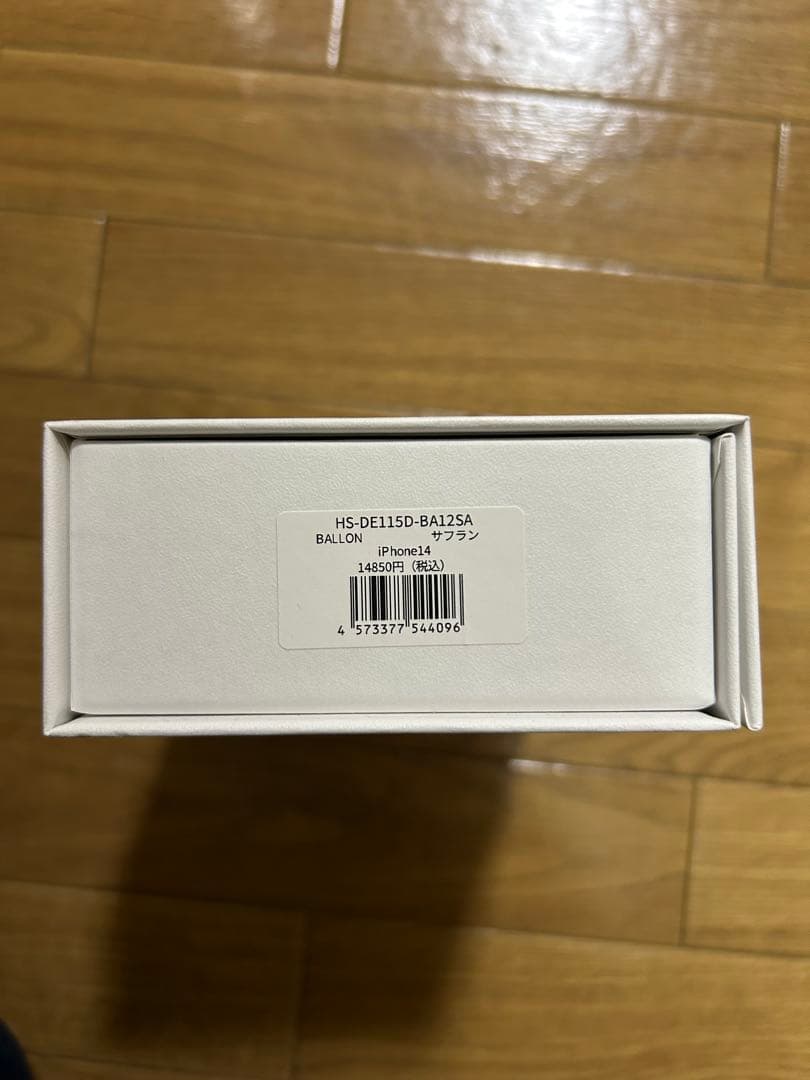 HS-DE115D-BA12SA
BALLON サフラン
iPhone14
14850円（税込）
4 573377 544096